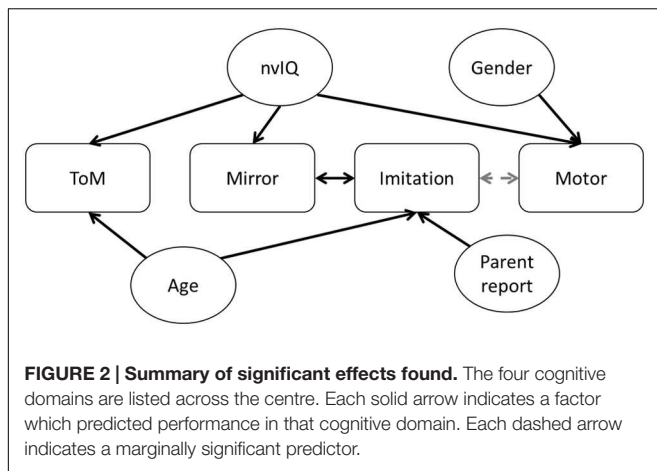 nvIQ Gender
ToM Mirror Imitation Motor
Age Parent
report
FIGURE 2 | Summary of significant effects found. The four cognitive
domains are listed across the centre. Each solid arrow indicates a factor
which predicted performance in that cognitive domain. Each dashed arrow
indicates a marginally significant predictor.